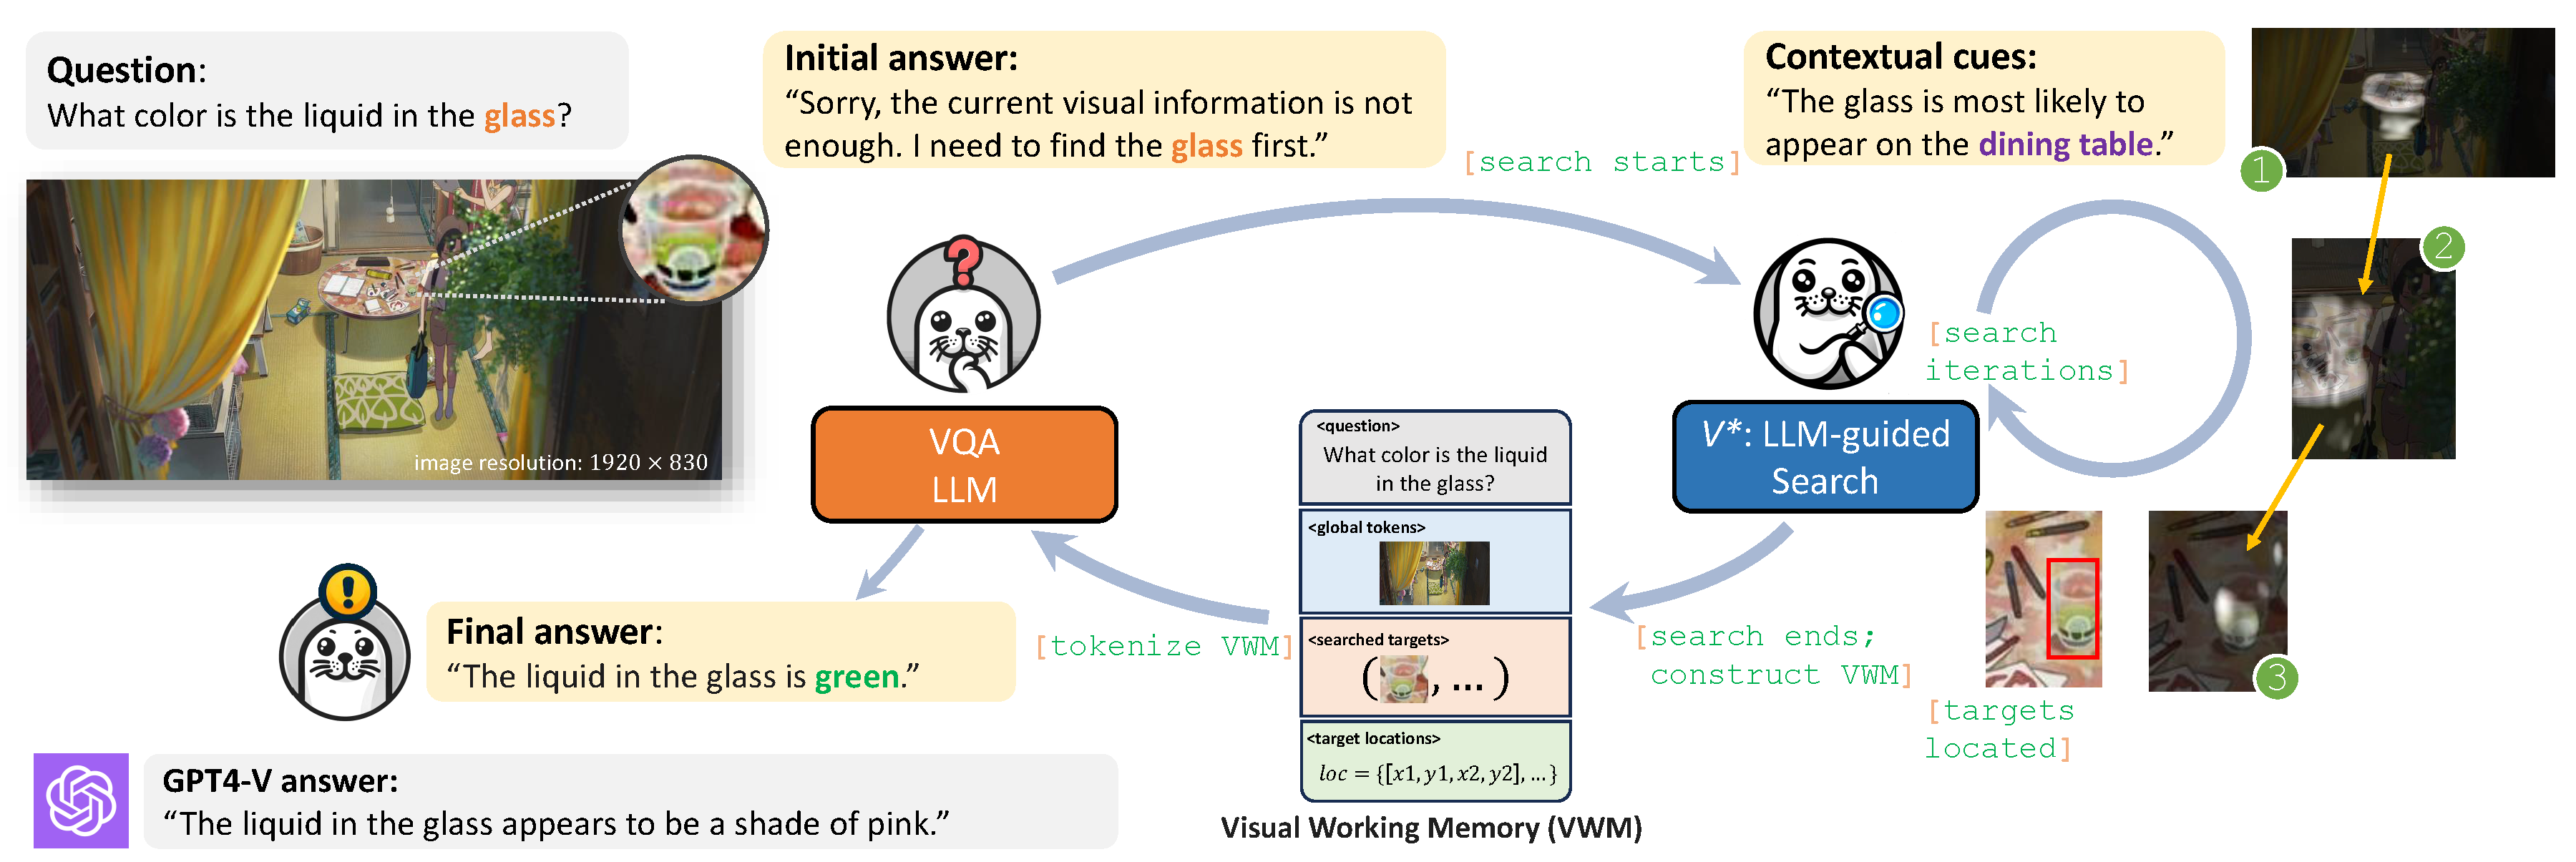 Question:
What color is the liquid in the glass?
image resolution: 1920 × 830
Initial answer:
“Sorry, the current visual information is not
enough. I need to find the glass first.”
[search starts]
Contextual cues:
“The glass is most likely to
appear on the dining table.”
1
2
3
[search
iterations]
VQA
LLM
V*: LLM-guided
Search
<question>
What color is the liquid
in the glass?
<global tokens>
<searched targets>
( , ... )
<target locations>
loc = {[x1, y1, x2, y2], ...}
Visual Working Memory (VWM)
[search ends;
construct VWM]
[targets
located]
[tokenize VWM]
Final answer:
“The liquid in the glass is green.”
GPT4-V answer:
“The liquid in the glass appears to be a shade of pink.”